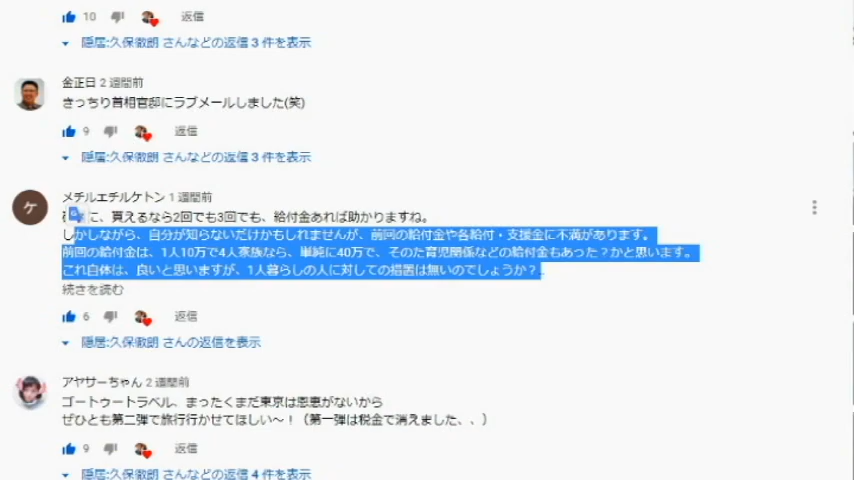 10 返信
隠居:久保徹朗 さんなどの返信 3 件を表示
金正日 2 週間前
きっちり首相官邸にラブメールしました(笑)
9 返信
隠居:久保徹朗 さんなどの返信 3 件を表示
ケ
メチルエチルケトン 1 週間前
に、貰えるなら2回でも3回でも、給付金あれば助かりますね。
しかしながら、自分が知らないだけかもしれませんが、前回の給付金や各給付・支援金に不満があります。
前回の給付金は、1人10万で4人家族なら、単純に40万で、そのた育児関係などの給付金もあった？かと思います。
これ自体は、良いと思いますが、1人暮らしの人に対しての措置は無いのでしょうか？
続きを読む
6 返信
隠居:久保徹朗 さんの返信を表示
アヤサーちゃん 2 週間前
ゴートゥートラベル、まったくまだ東京は恩恵がないから
ぜひとも第二弾で旅行行かせてほしい〜！（第一弾は税金で消えました、、）
9 返信
隠居:久保徹朗 さんなどの返信 4 件を表示